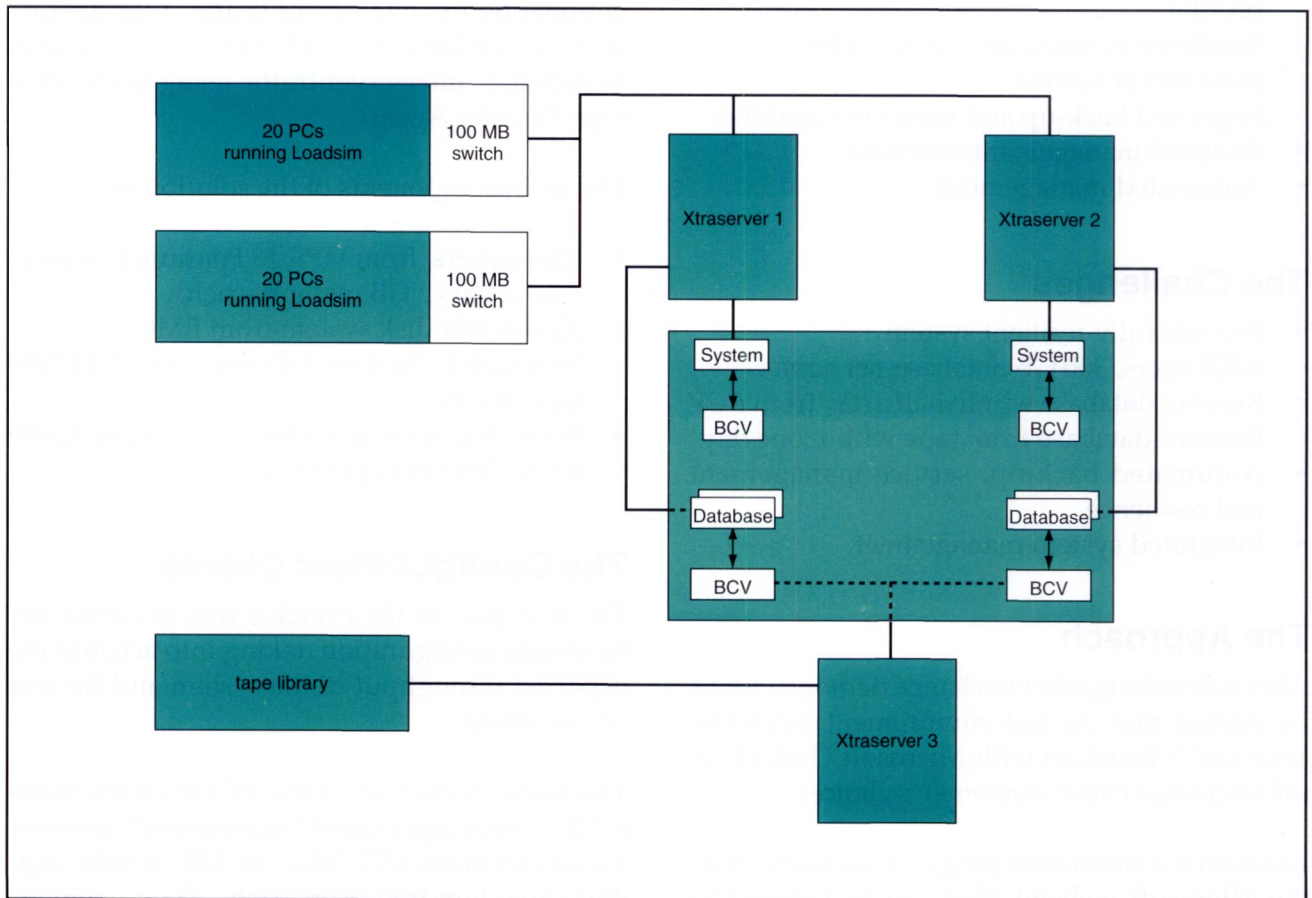 20 PCs
running Loadsim
100 MB
switch
20 PCs
running Loadsim
100 MB
switch
Xtraserver 1
Xtraserver 2
System
BCV
System
BCV
Database
BCV
Database
BCV
tape library
Xtraserver 3